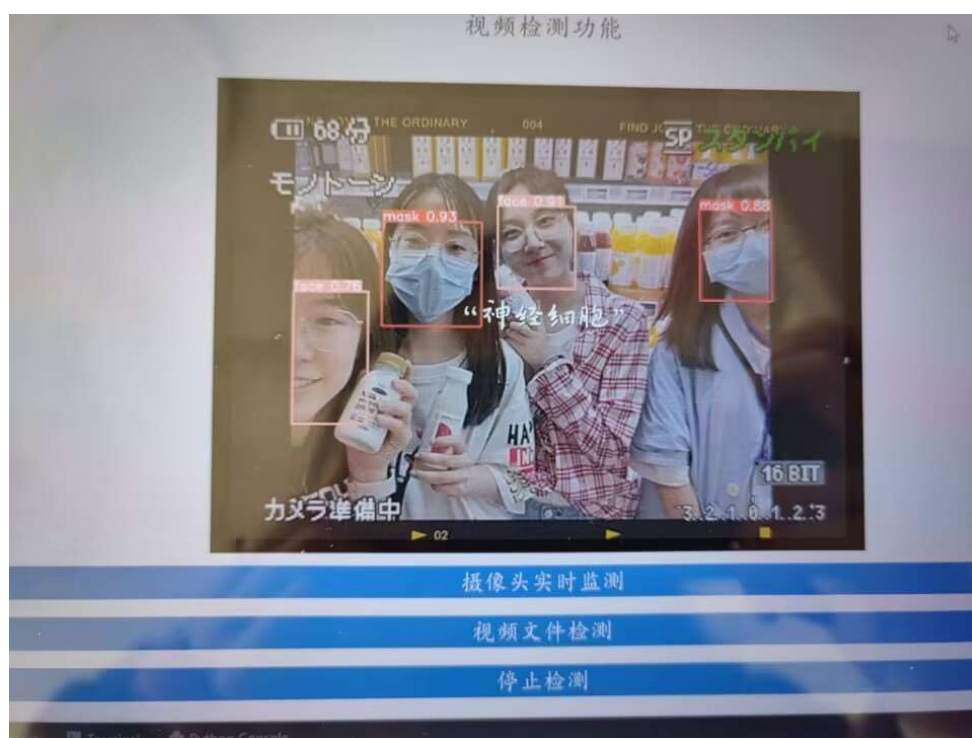 视频检测功能
THE ORDINARY.
004
FIND
68分
SP スタンバイ
モノトーン
mask 0.93
face 0.91
mask 0.88
“神经细胞”
16 BIT
カメラ準備中
3..2..1..0..1..2..3
02
摄像头实时监测
视频文件检测
停止检测
Terminal
Python Console